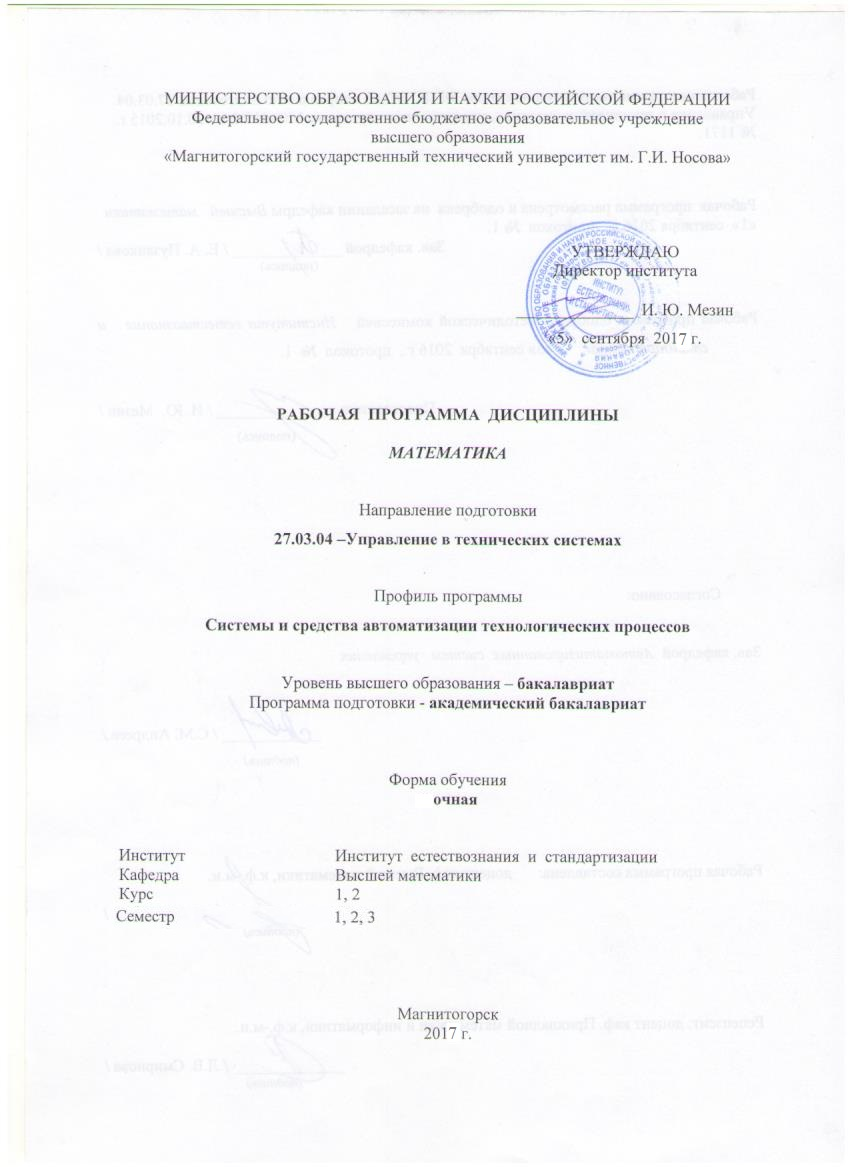 МИНИСТЕРСТВО ОБРАЗОВАНИЯ И НАУКИ РОССИЙСКОЙ ФЕДЕРАЦИИ
Федеральное государственное бюджетное образовательное учреждение
высшего образования
«Магнитогорский государственный технический университет им. Г.И. Носова»
УТВЕРЖДАЮ
Директор института
И. Ю. Мезин
«5» сентября 2017 г.
ИНСТИТУТ
ЕСТЕСТВОЗНАНИЯ
И СТАНДАРТИЗАЦИИ
РАБОЧАЯ ПРОГРАММА ДИСЦИПЛИНЫ
МАТЕМАТИКА
Направление подготовки
27.03.04 –Управление в технических системах
Профиль программы
Системы и средства автоматизации технологических процессов
Уровень высшего образования – бакалавриат
Программа подготовки - академический бакалавриат
Форма обучения
очная
Институт Институт естествознания и стандартизации
Кафедра Высшей математики
Курс 1, 2
Семестр 1, 2, 3
Магнитогорск
2017 г.